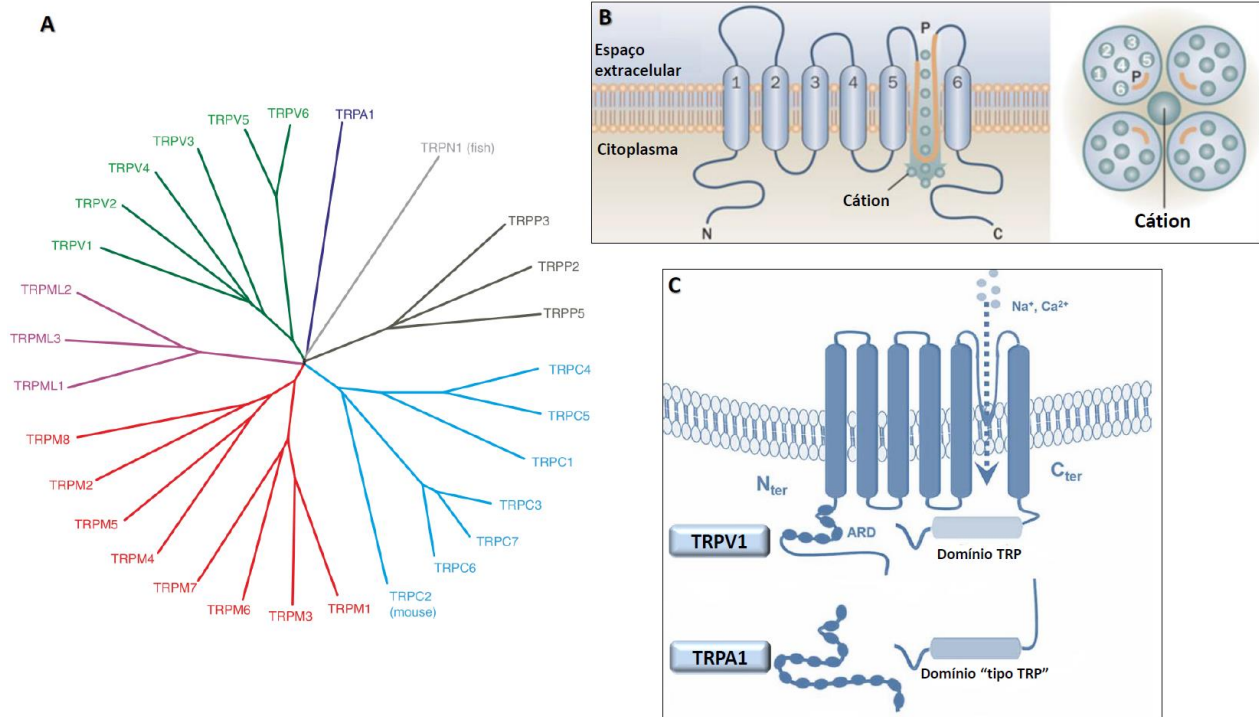 A
TRPV6
TRPV5
TRPA1
TRPV3
TRPN1 (fish)
TRPV4
TRPV2
TRPP3
TRPV1
TRPP2
TRPML2
TRPP5
TRPML3
TRPC4
TRPML1
TRPC5
TRPM8
TRPC1
TRPM2
TRPC3
TRPM5
TRPC7
TRPM4
TRPC6
TRPM7
TRPC2
(mouse)
TRPM6
TRPM3
TRPM1
B
Espaço
extracelular
P
1 2 3 4 5 6
Citoplasma
Cátion
N
C
3
2
4 5
1
P
6
Cátion
C
Na⁺, Ca²⁺
Nter
Cter
TRPV1
ARD
Domínio TRP
TRPA1
Domínio “tipo TRP”